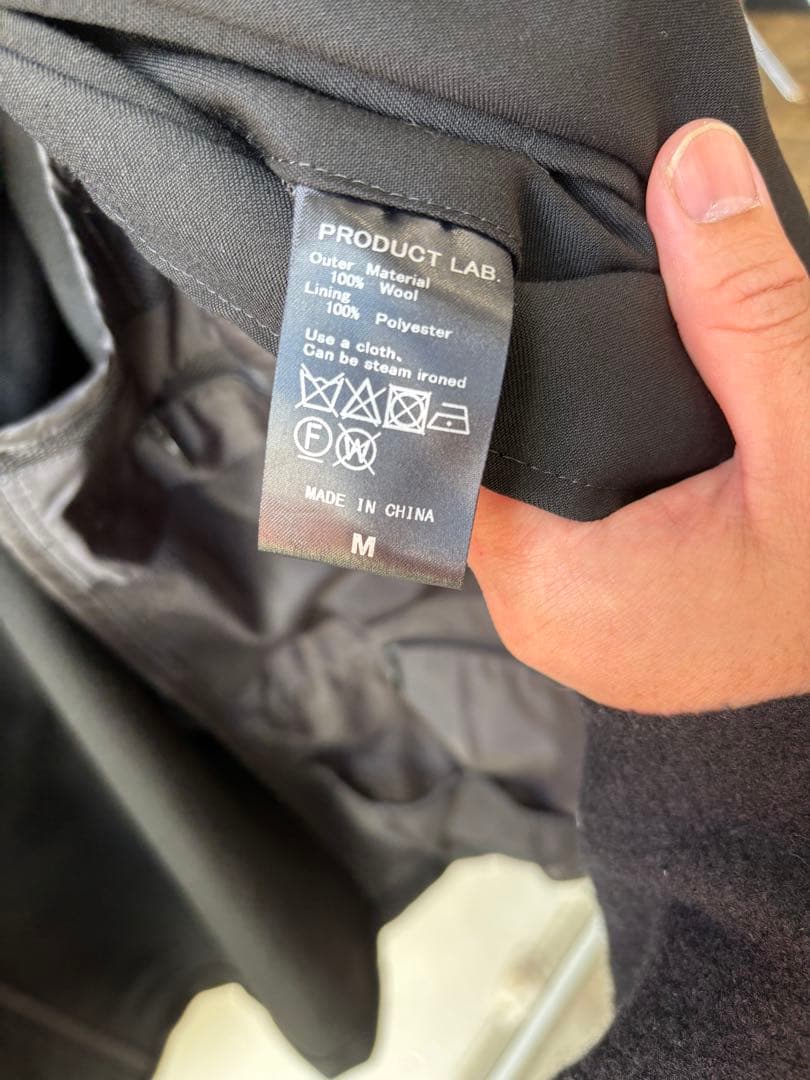 PRODUCT LAB.
Outer Material
100% Wool
Lining
100% Polyester
Use a cloth、
Can be steam ironed
F W
MADE IN CHINA
M